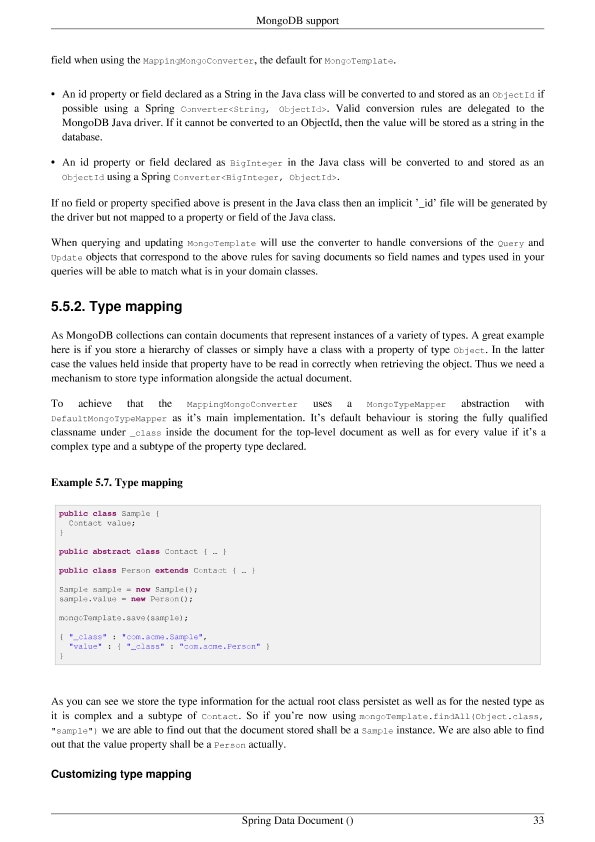 MongoDB support
field when using the MappingMongoConverter, the default for MongoTemplate.
• An id property or field declared as a String in the Java class will be converted to and stored as an ObjectId if
possible using a Spring Converter<String, ObjectId>. Valid conversion rules are delegated to the
MongoDB Java driver. If it cannot be converted to an ObjectId, then the value will be stored as a string in the
database.
• An id property or field declared as BigInteger in the Java class will be converted to and stored as an
ObjectId using a Spring Converter<BigInteger, ObjectId>.
If no field or property specified above is present in the Java class then an implicit '_id' file will be generated by
the driver but not mapped to a property or field of the Java class.
When querying and updating MongoTemplate will use the converter to handle conversions of the Query and
Update objects that correspond to the above rules for saving documents so field names and types used in your
queries will be able to match what is in your domain classes.
5.5.2. Type mapping
As MongoDB collections can contain documents that represent instances of a variety of types. A great example
here is if you store a hierarchy of classes or simply have a class with a property of type Object. In the latter
case the values held inside that property have to be read in correctly when retrieving the object. Thus we need a
mechanism to store type information alongside the actual document.
To achieve that the MappingMongoConverter uses a MongoTypeMapper abstraction with
DefaultMongoTypeMapper as it's main implementation. It's default behaviour is storing the fully qualified
classname under _class inside the document for the top-level document as well as for every value if it's a
complex type and a subtype of the property type declared.
Example 5.7. Type mapping
public class Sample {
Contact value;
}
public abstract class Contact { … }
public class Person extends Contact { … }
Sample sample = new Sample();
sample.value = new Person();
mongoTemplate.save(sample);
{ "_class" : "com.acme.Sample",
"value" : { "_class" : "com.acme.Person" }
}
As you can see we store the type information for the actual root class persistet as well as for the nested type as
it is complex and a subtype of Contact. So if you're now using mongoTemplate.findAll(Object.class,
"sample") we are able to find out that the document stored shall be a Sample instance. We are also able to find
out that the value property shall be a Person actually.
Customizing type mapping
Spring Data Document ()
33